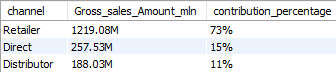 channel Gross_sales_Amount_mln contribution_percentage
Retailer 1219.08M 73%
Direct 257.53M 15%
Distributor 188.03M 11%